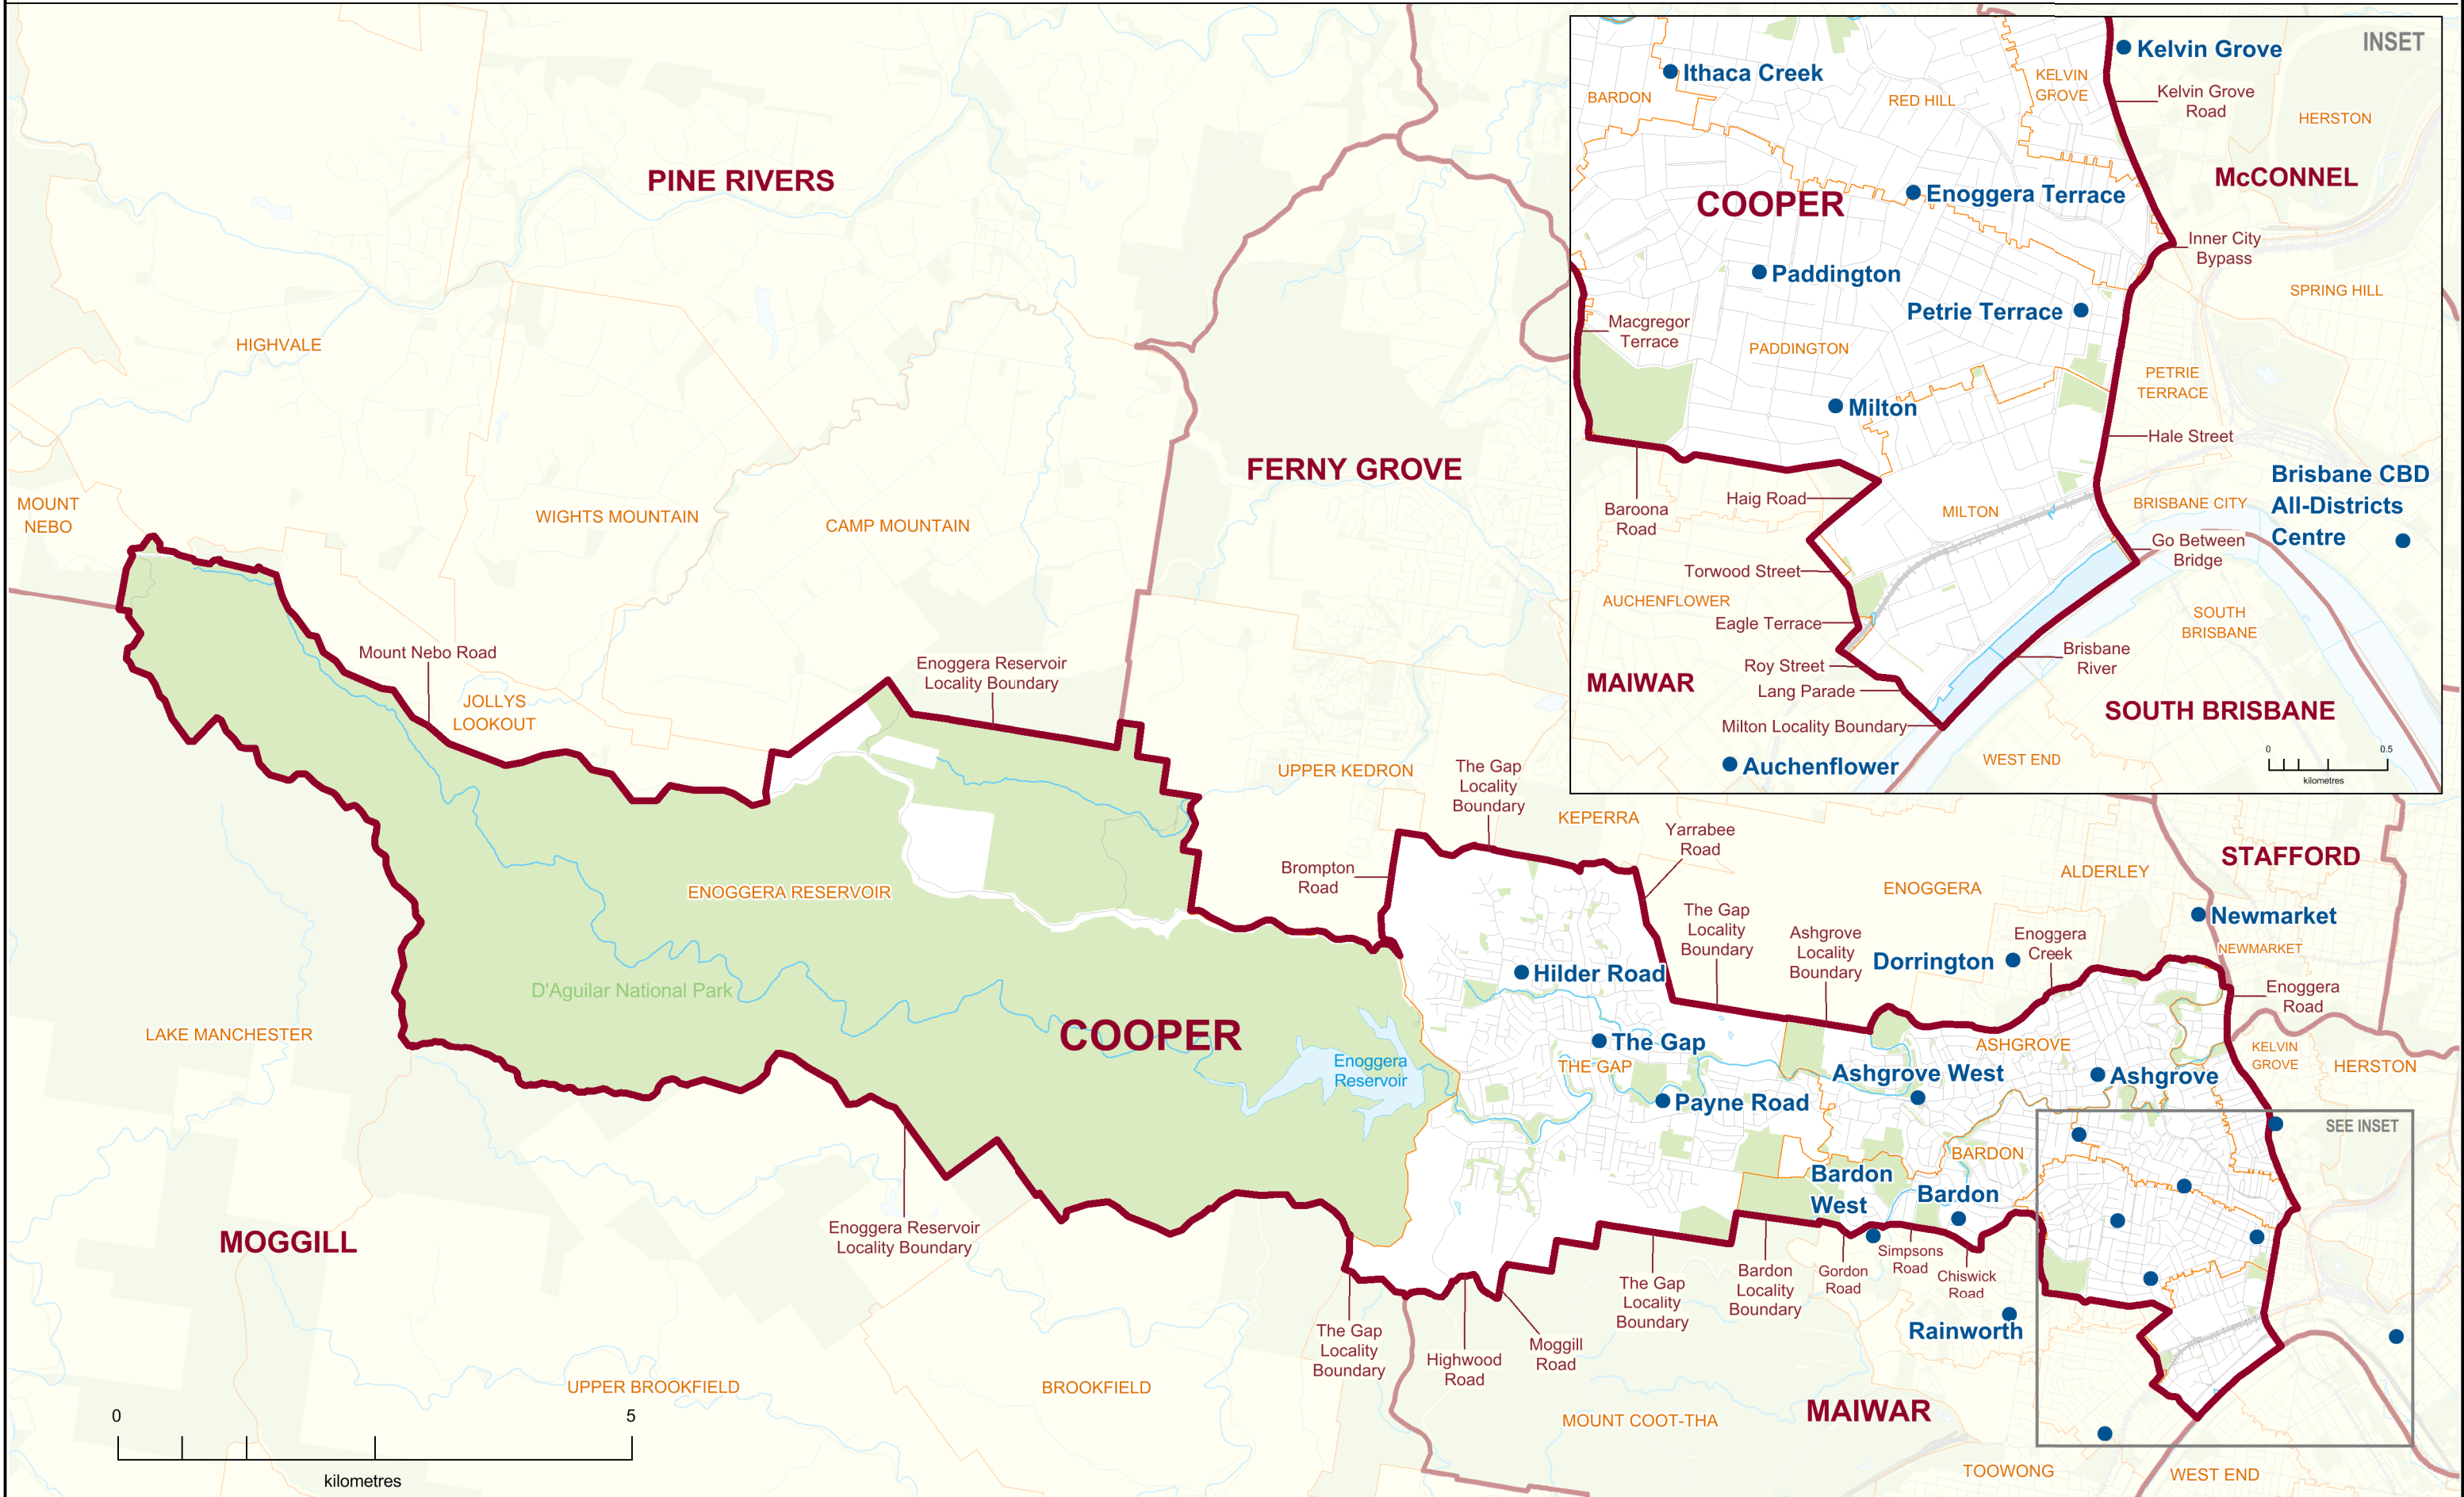 PINE RIVERS
HIGHVALE
MOUNT
NEBO
WIGHTS MOUNTAIN
CAMP MOUNTAIN
FERNY GROVE
Mount Nebo Road
JOLLYS
LOOKOUT
Enoggera Reservoir
Locality Boundary
UPPER KEDRON
The Gap
Locality
Boundary
KEPERRA
Yarrabee
Road
Brompton
Road
ENOGGERA RESERVOIR
D'Aguilar National Park
COOPER
LAKE MANCHESTER
MOGGILL
Enoggera Reservoir
Locality Boundary
UPPER BROOKFIELD
BROOKFIELD
Enoggera
Reservoir
Hilder Road
The Gap
THE GAP
Payne Road
The Gap
Locality
Boundary
Ashgrove
Locality
Boundary
ENOGGERA
ALDERLEY
STAFFORD
Newmarket
NEWMARKET
Dorrington
Enoggera
Creek
Enoggera
Road
ASHGROVE
Ashgrove West
Ashgrove
KELVIN
GROVE
HERSTON
SEE INSET
BARDON
Bardon
West
Bardon
Simpsons
Road
Gordon
Road
Chiswick
Road
Bardon
Locality
Boundary
The Gap
Locality
Boundary
Rainworth
The Gap
Locality
Boundary
Highwood
Road
Moggill
Road
MAIWAR
MOUNT COOT-THA
TOOWONG
WEST END
0 5
kilometres
INSET
Kelvin Grove
Ithaca Creek
BARDON
RED HILL
KELVIN
GROVE
Kelvin Grove
Road
HERSTON
McCONNEL
COOPER
Enoggera Terrace
Inner City
Bypass
Paddington
SPRING HILL
Petrie Terrace
Macgregor
Terrace
PADDINGTON
PETRIE
TERRACE
Milton
Hale Street
Brisbane CBD
All-Districts
Centre
Haig Road
Baroona
Road
MILTON
BRISBANE CITY
Go Between
Bridge
Torwood Street
AUCHENFLOWER
Eagle Terrace
SOUTH
BRISBANE
Roy Street
Brisbane
River
MAIWAR
Lang Parade
SOUTH BRISBANE
Milton Locality Boundary
Auchenflower
WEST END
0 0.5
kilometres